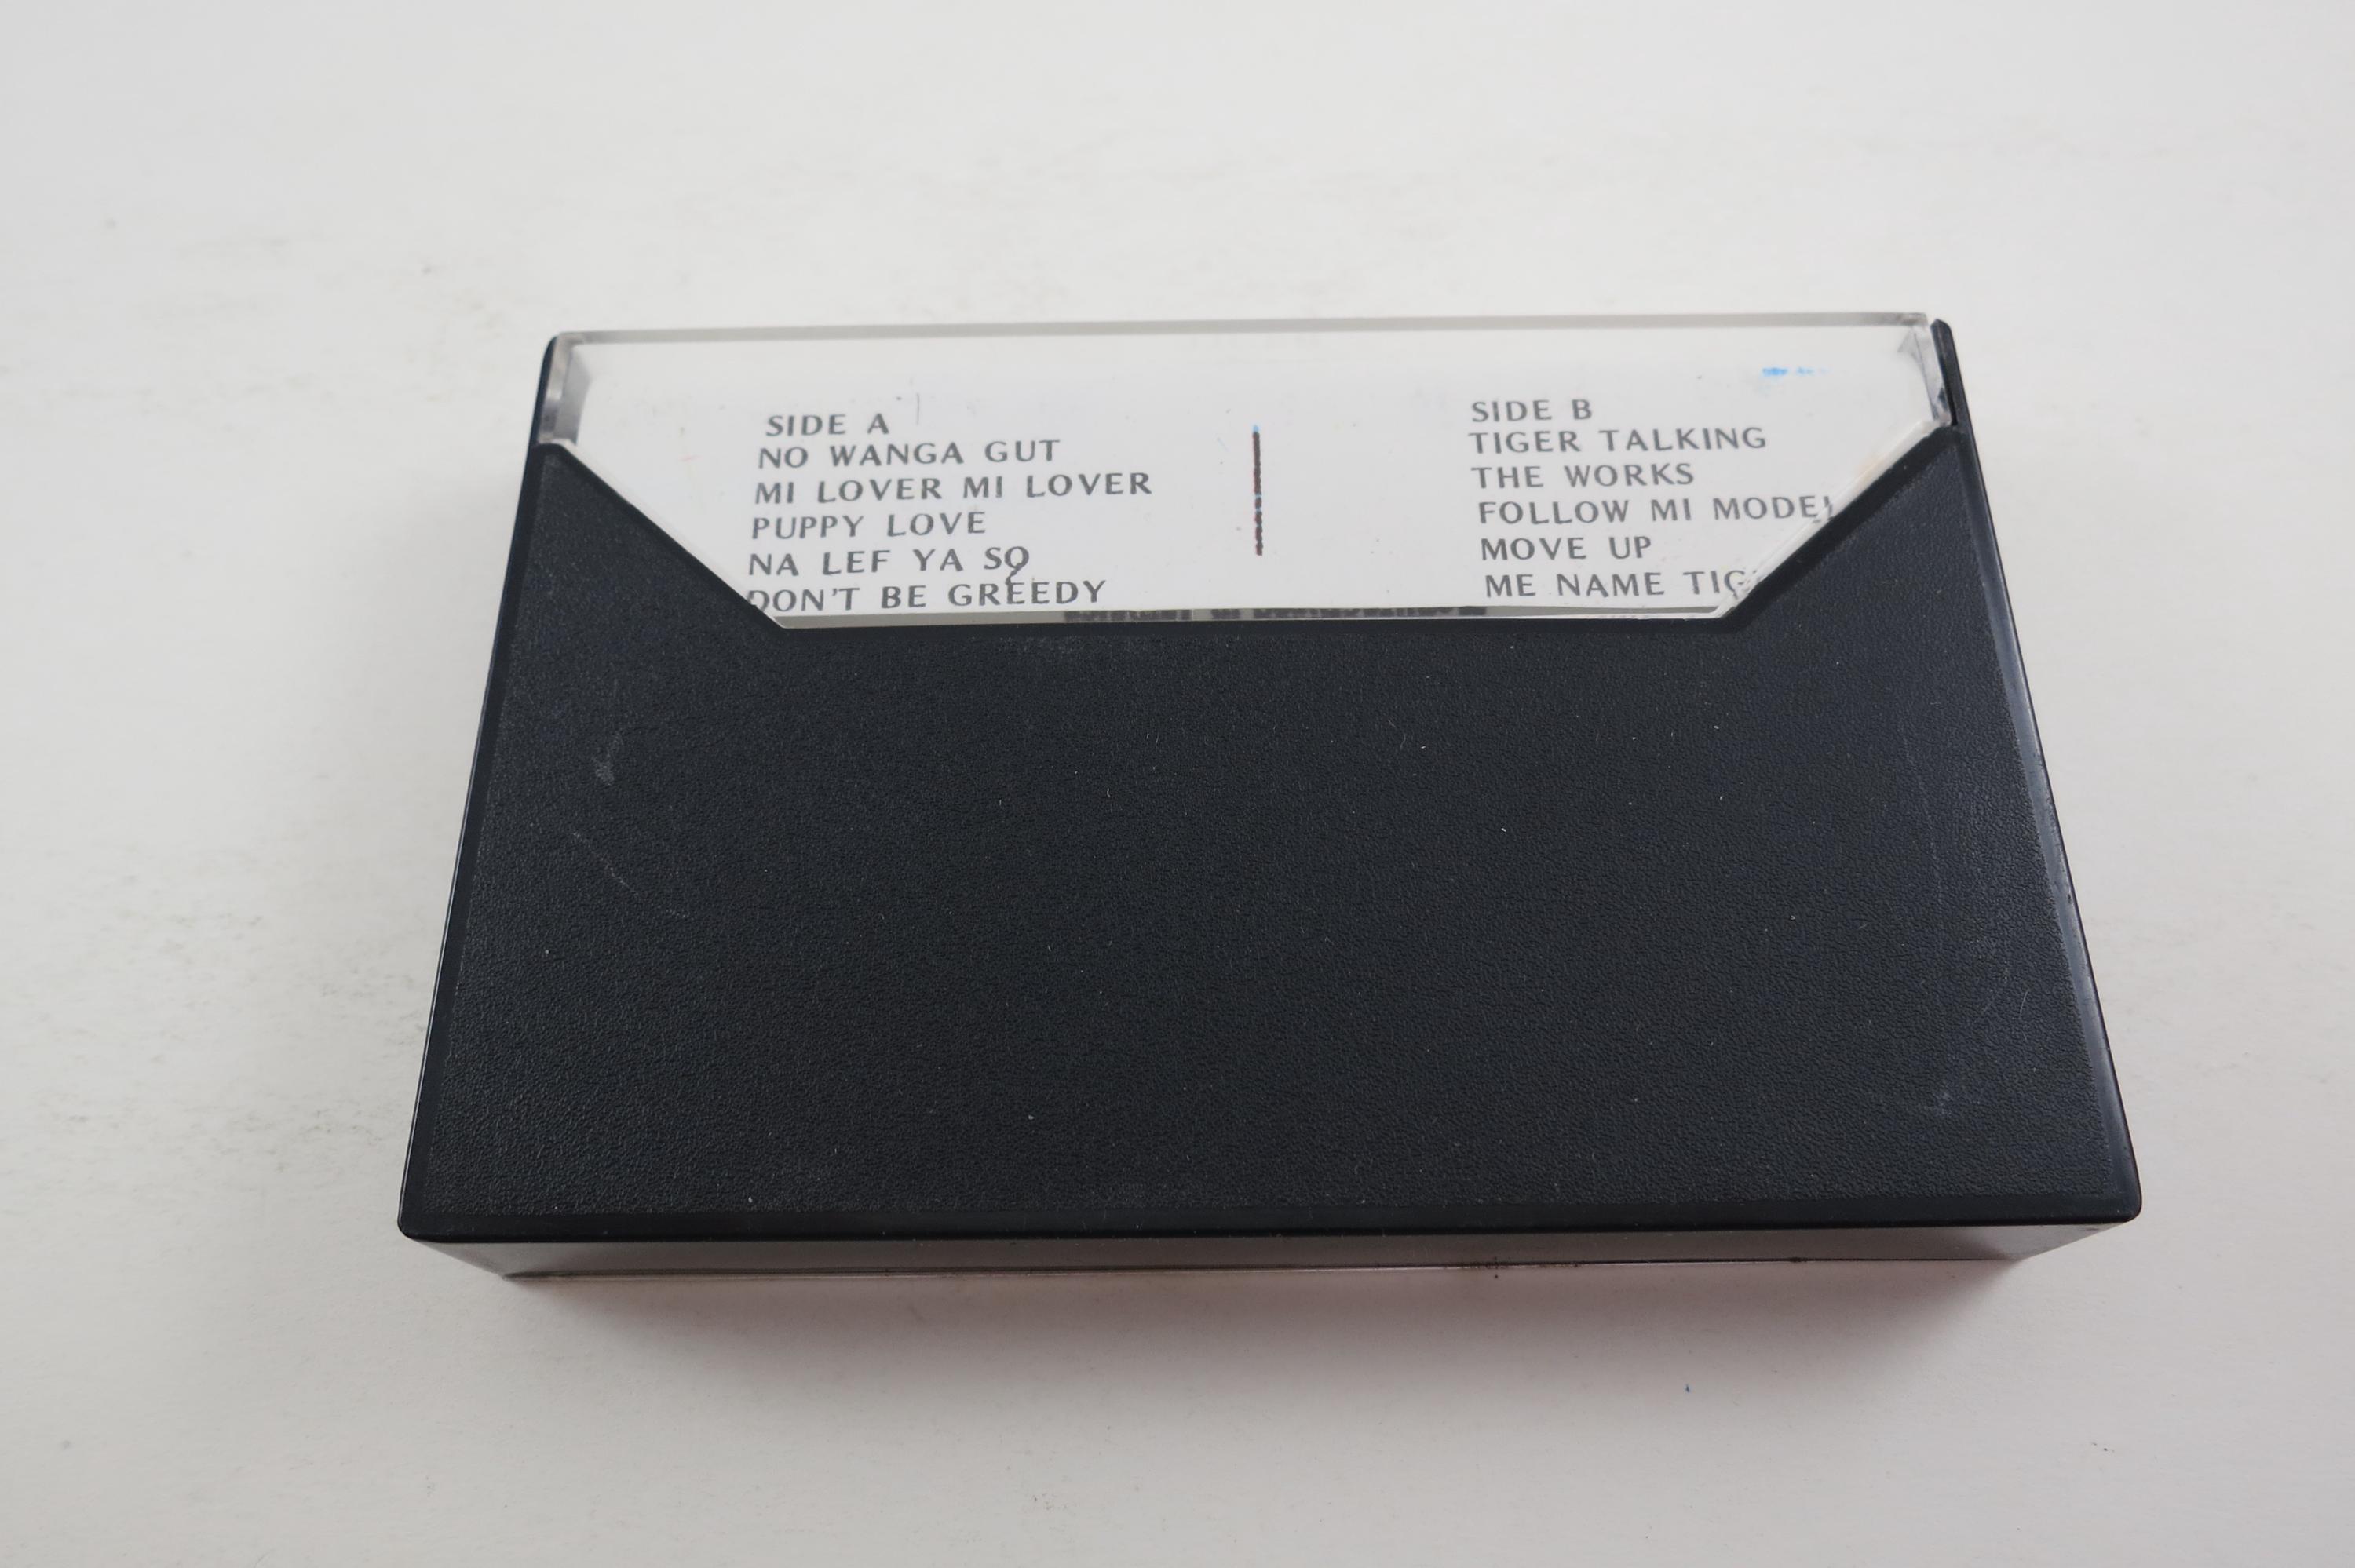 SIDE A
NO WANGA GUT
MI LOVER MI LOVER
PUPPY LOVE
NA LEF YA SO
DON'T BE GREEDY
SIDE B
TIGER TALKING
THE WORKS
FOLLOW MI MODEL
MOVE UP
ME NAME